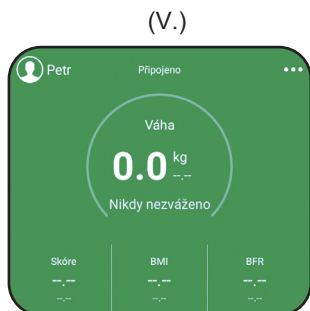 (V.)
Petr Připojeno •••
Váha
0.0 kg
--.--
Nikdy nezváženo
Skóre BMI BFR
--.-- --.-- --.--
--.-- --.-- --.--